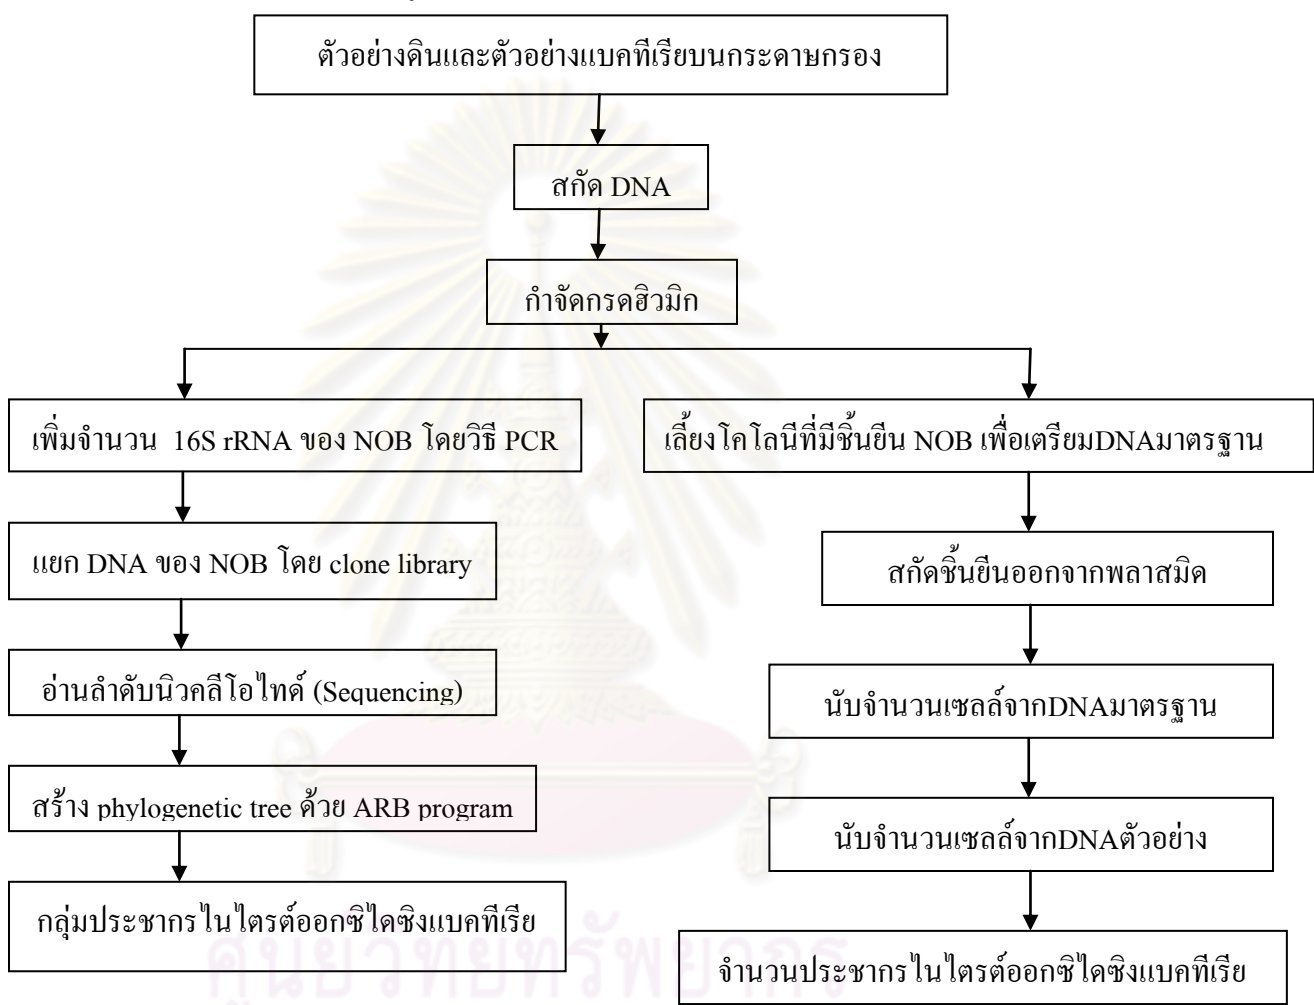 ตัวอย่างดินและตัวอย่างแบคทีเรียบนกระดาษกรอง
สกัด DNA
กำจัดกรดฮิวมิก
เพิ่มจำนวน 16S rRNA ของ NOB โดยวิธี PCR
แยก DNA ของ NOB โดย clone library
อ่านลำดับนิวคลีโอไทด์ (Sequencing)
สร้าง phylogenetic tree ด้วย ARB program
กลุ่มประชากรไนไตรต์ออกซิไดซิงแบคทีเรีย
เลี้ยงโคโลนีที่มีชิ้นยีน NOB เพื่อเตรียมDNAมาตรฐาน
สกัดชิ้นยีนออกจากพลาสมิด
นับจำนวนเซลล์จากDNAมาตรฐาน
นับจำนวนเซลล์จากDNAตัวอย่าง
จำนวนประชากรไนไตรต์ออกซิไดซิงแบคทีเรีย
ศูนย์วิทยทรัพยากร